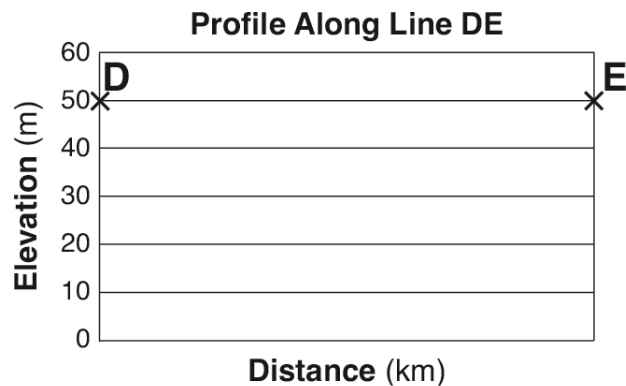 Profile Along Line DE
60
D
E
50
40
30
20
10
0
Elevation (m)
Distance (km)